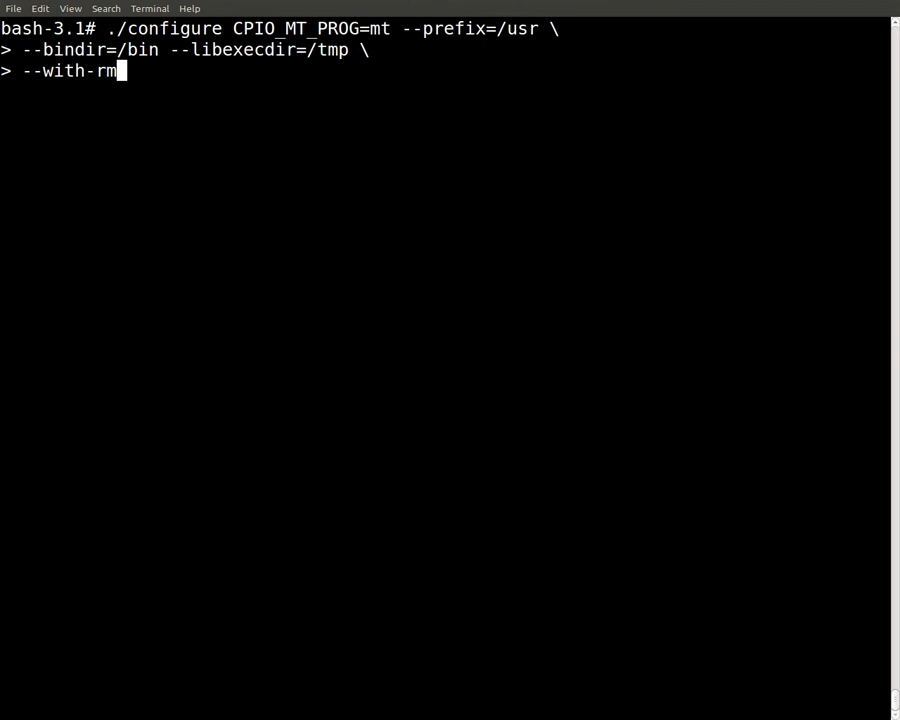 File Edit View Search Terminal Help
bash-3.1# ./configure CPIO_MT_PROG=mt --prefix=/usr \
> --bindir=/bin --libexecdir=/tmp \
> --with-rm